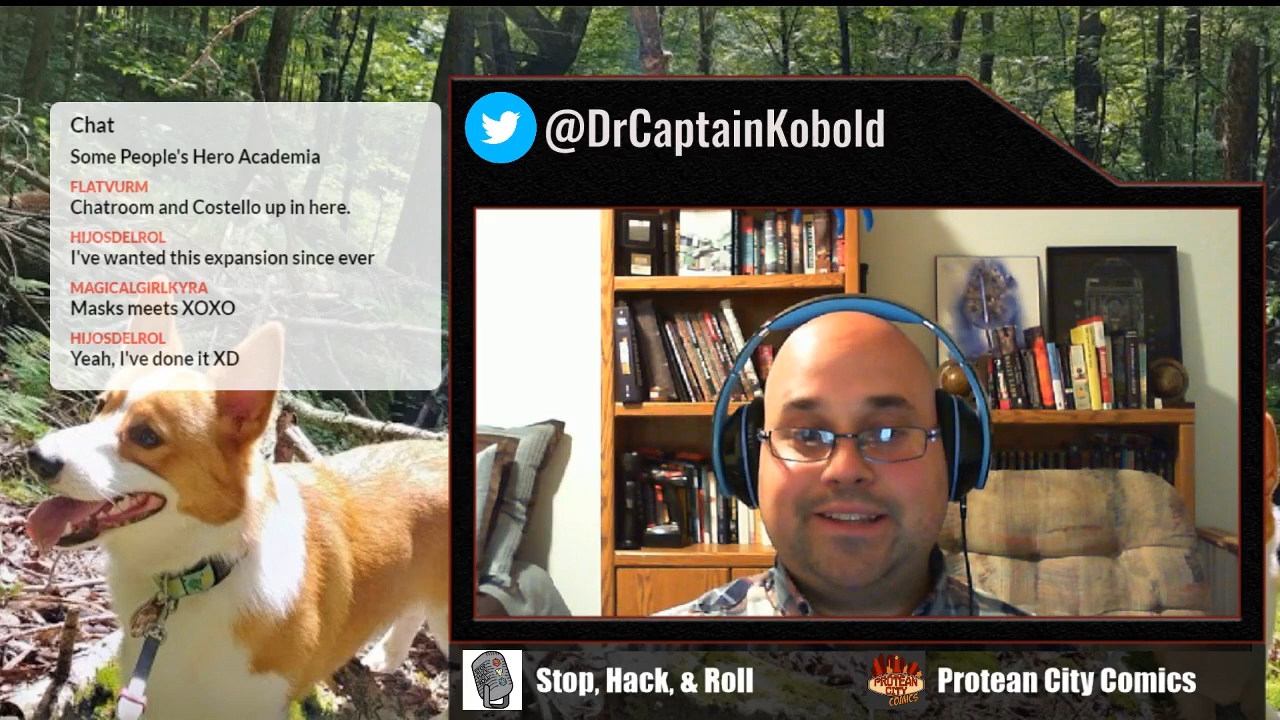 Chat
Some People's Hero Academia
FLATVURM
Chatroom and Costello up in here.
HIJOSDELROL
I've wanted this expansion since ever
MAGICALGIRLKYRA
Masks meets XOXO
HIJOSDELROL
Yeah, I've done it XD
@DrCaptainKobold
Stop, Hack, & Roll
PROTEAN
CITY
COMICS
Protean City Comics